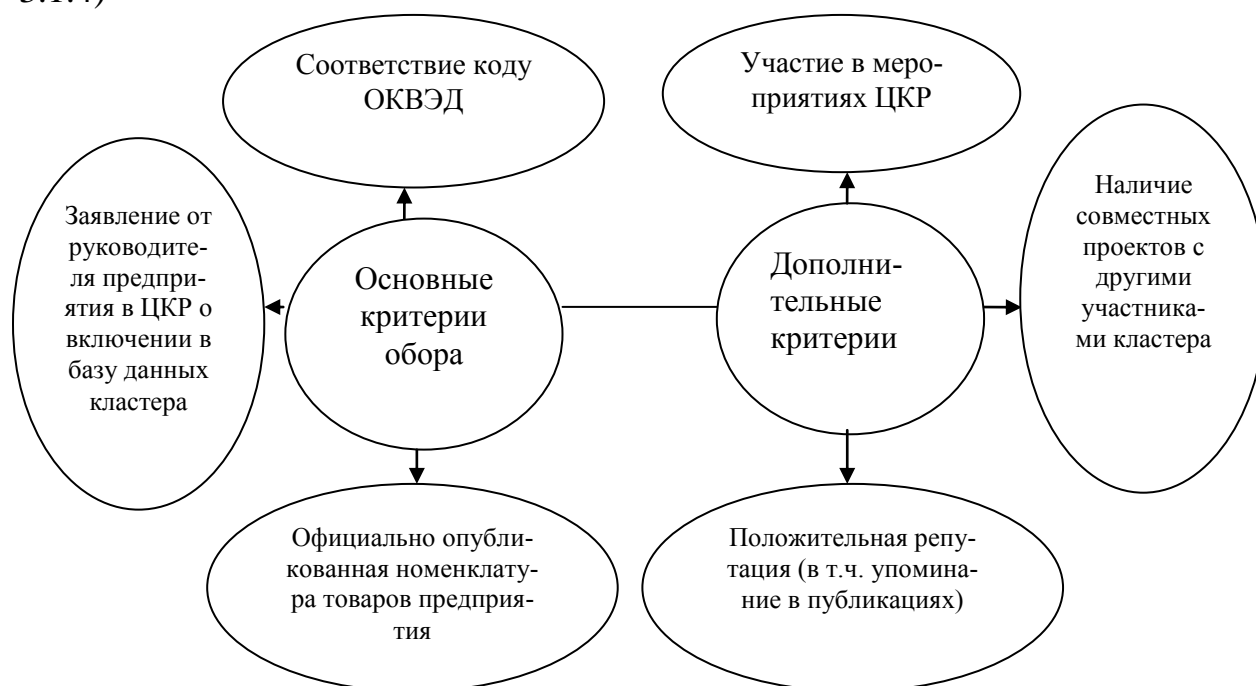 3.1.4)
Соответствие коду
ОКВЭД
Участие в меро-
приятиях ЦКР
Заявление от
руководите-
ля предпри-
ятия в ЦКР о
включении в
базу данных
кластера
Основные
критерии
обора
Дополни-
тельные
критерии
Наличие
совместных
проектов с
другими
участника-
ми кластера
Официально опубли-
кованная номенклату-
ра товаров предприя-
тия
Положительная репу-
тация (в т.ч. упомина-
ние в публикациях)